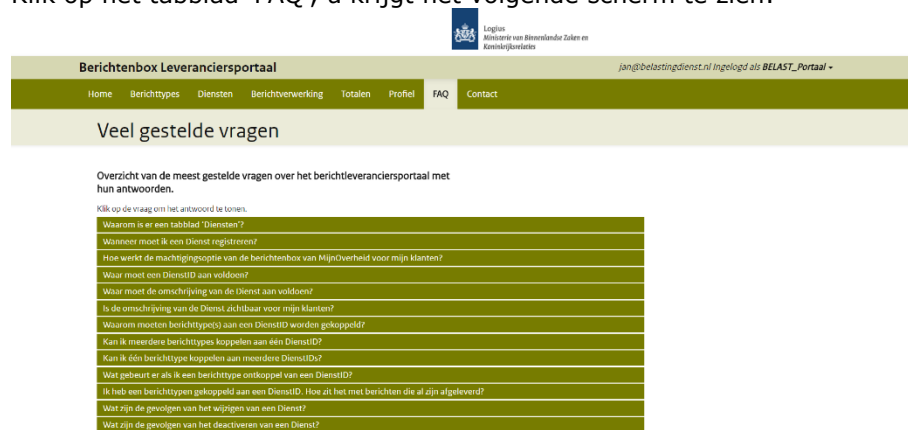 Klik op het tabblad 'FAQ', u krijgt het volgende scherm te zien:
Logius
Ministerie van Binnenlandse Zaken en
Koninkrijksrelaties
Berichtenbox Leveranciersportaal
jan@belastingdienst.nl Ingelogd als BELAST_Portaal
Home Berichttypes Diensten Berichtverwerking Totalen Profiel FAQ Contact
Veel gestelde vragen
Overzicht van de meest gestelde vragen over het berichtleveranciersportaal met
hun antwoorden.
Klik op de vraag om het antwoord te tonen.
Waarom is er een tabblad 'Diensten'?
Wanneer moet ik een Dienst registreren?
Hoe werkt de machtigingsoptie van de berichtenbox van MijnOverheid voor mijn klanten?
Waar moet een DienstID aan voldoen?
Waar moet de omschrijving van de Dienst aan voldoen?
Is de omschrijving van de Dienst zichtbaar voor mijn klanten?
Waarom moeten berichttype(s) aan een DienstID worden gekoppeld?
Kan ik meerdere berichttypes koppelen aan één DienstID?
Kan ik één berichttype koppelen aan meerdere DienstIDs?
Wat gebeurt er als ik een berichttype ontkoppel van een DienstID?
Ik heb een berichttypen gekoppeld aan een DienstID. Hoe zit het met berichten die al zijn afgeleverd?
Wat zijn de gevolgen van het wijzigen van een Dienst?
Wat zijn de gevolgen van het deactiveren van een Dienst?